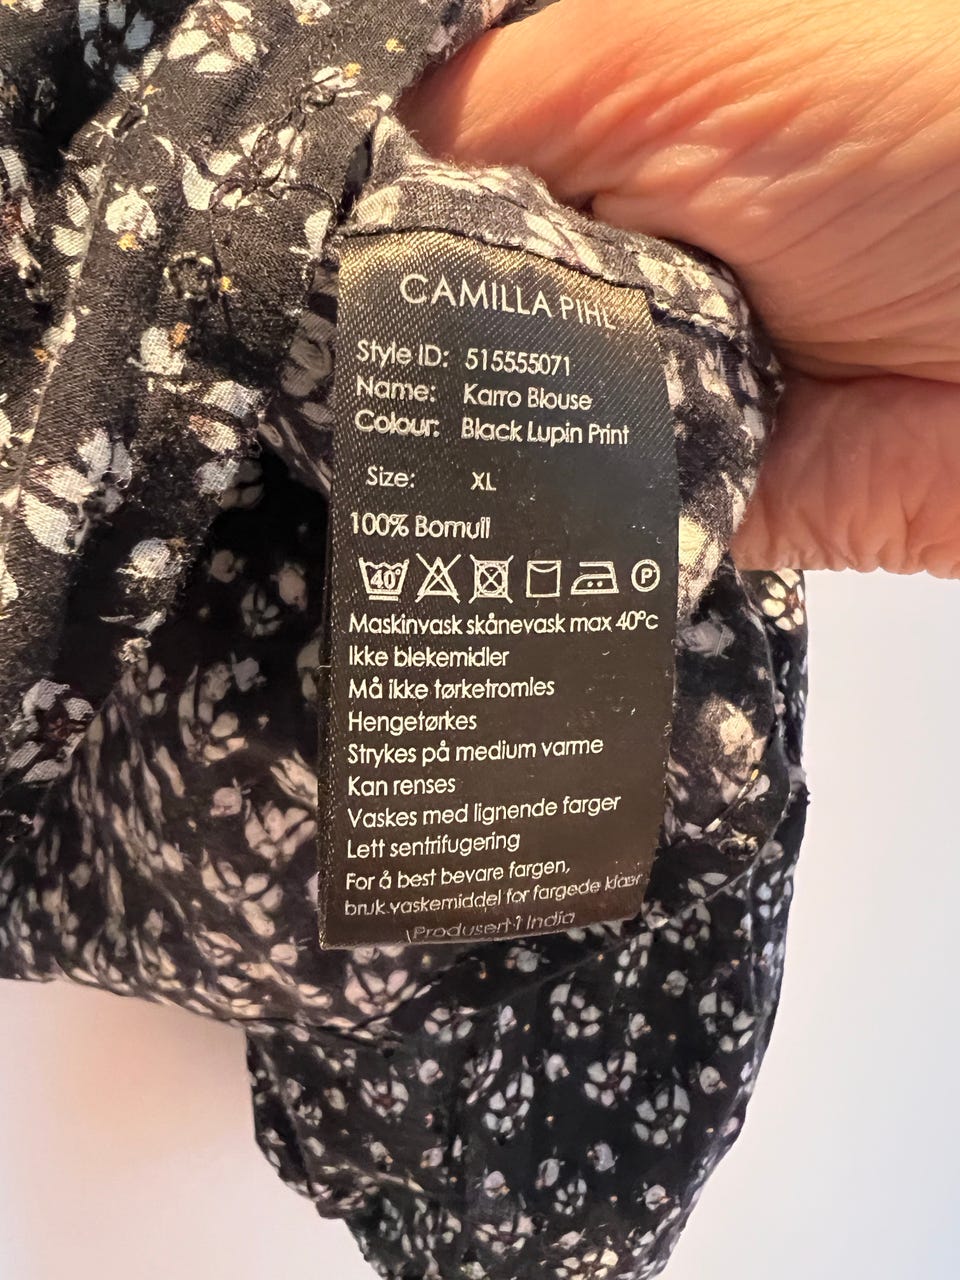 CAMILLA PIHL
Style ID: 515555071
Name: Karro Blouse
Colour: Black Lupin Print
Size: XL
100% Bomull
40° P
Maskinvask skånevask max 40°c
Ikke blekemidler
Må ikke tørketromles
Hengetørkes
Strykes på medium varme
Kan renses
Vaskes med lignende farger
Lett sentrifugering
For å best bevare fargen,
bruk vaskemiddel for fargede klær
Produsert i India